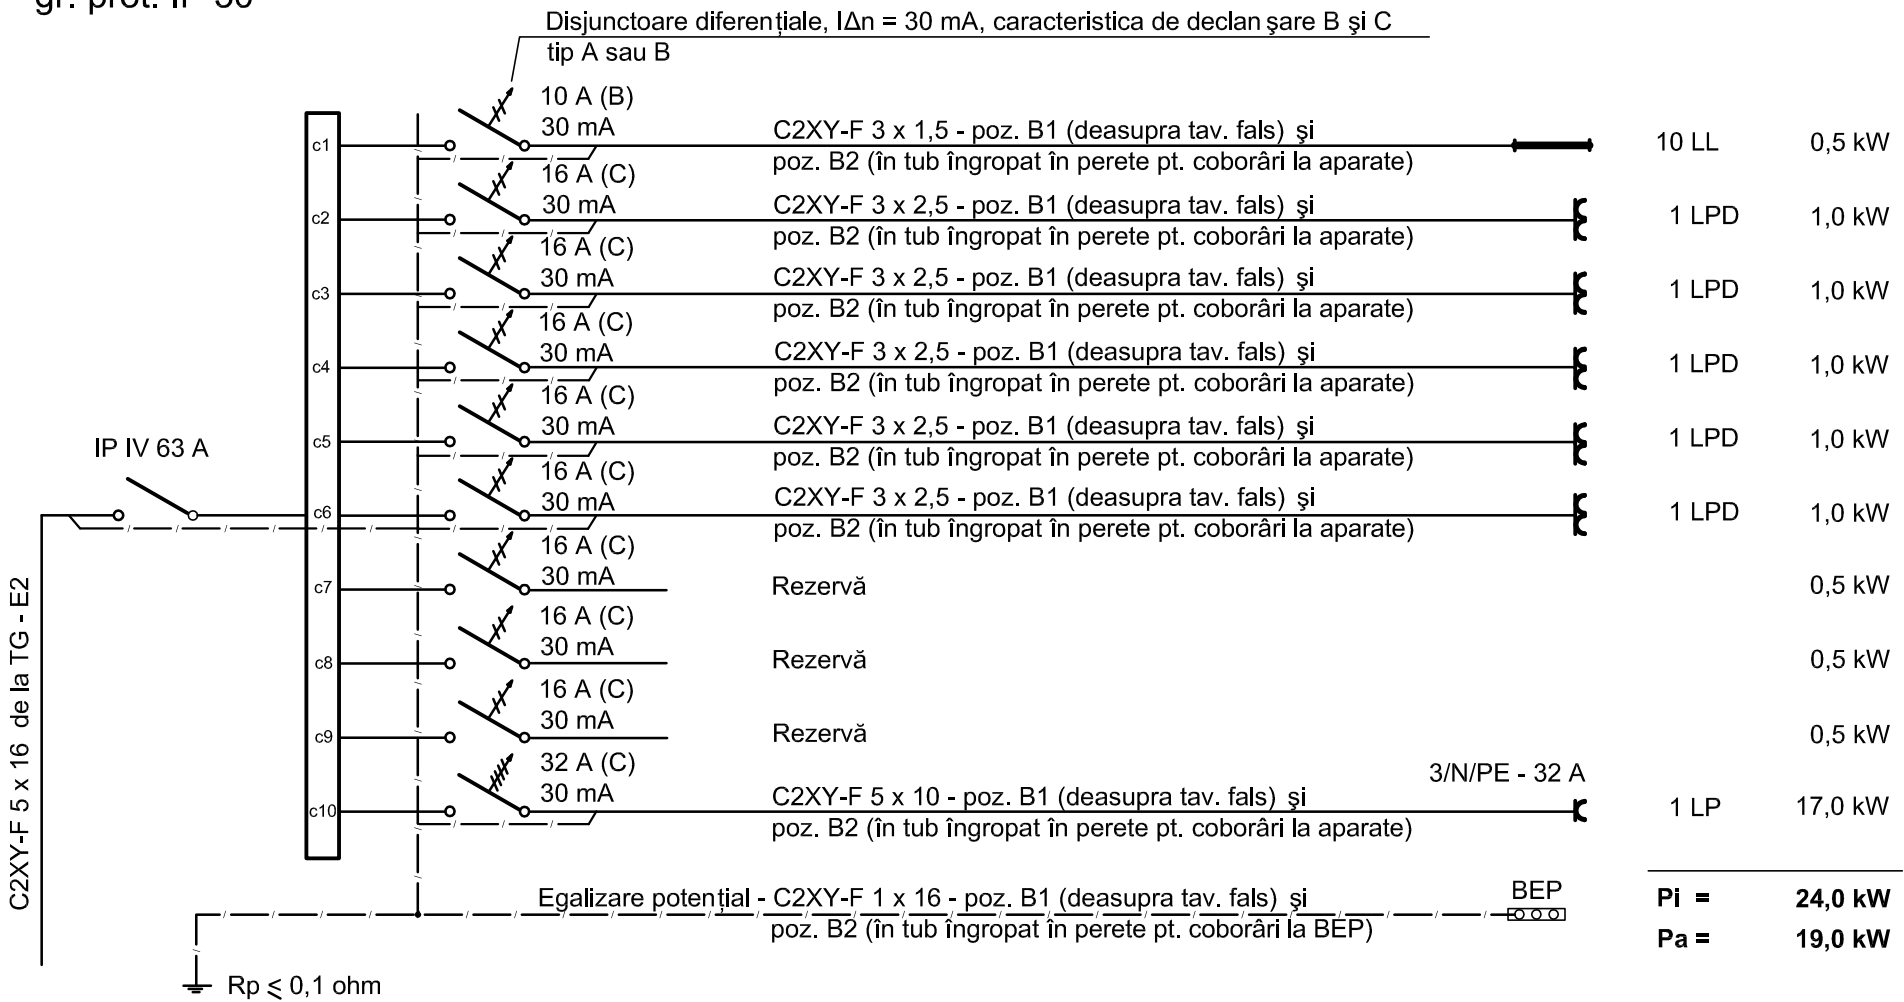 gr. prot. IP 30
Disjunctoare diferențiale, IΔn = 30 mA, caracteristica de declan șare B și C
tip A sau B
10 A (B)
30 mA
c1
C2XY-F 3 x 1,5 - poz. B1 (deasupra tav. fals) și
poz. B2 (în tub îngropat în perete pt. coborâri la aparate)
10 LL
0,5 kW
16 A (C)
30 mA
c2
C2XY-F 3 x 2,5 - poz. B1 (deasupra tav. fals) și
poz. B2 (în tub îngropat în perete pt. coborâri la aparate)
1 LPD
1,0 kW
16 A (C)
30 mA
c3
C2XY-F 3 x 2,5 - poz. B1 (deasupra tav. fals) și
poz. B2 (în tub îngropat în perete pt. coborâri la aparate)
1 LPD
1,0 kW
16 A (C)
30 mA
c4
C2XY-F 3 x 2,5 - poz. B1 (deasupra tav. fals) și
poz. B2 (în tub îngropat în perete pt. coborâri la aparate)
1 LPD
1,0 kW
16 A (C)
30 mA
c5
C2XY-F 3 x 2,5 - poz. B1 (deasupra tav. fals) și
poz. B2 (în tub îngropat în perete pt. coborâri la aparate)
1 LPD
1,0 kW
IP IV 63 A
16 A (C)
30 mA
c6
C2XY-F 3 x 2,5 - poz. B1 (deasupra tav. fals) și
poz. B2 (în tub îngropat în perete pt. coborâri la aparate)
1 LPD
1,0 kW
16 A (C)
30 mA
c7
Rezervă
0,5 kW
16 A (C)
30 mA
c8
Rezervă
0,5 kW
16 A (C)
30 mA
c9
Rezervă
0,5 kW
32 A (C)
30 mA
c10
C2XY-F 5 x 10 - poz. B1 (deasupra tav. fals) și
poz. B2 (în tub îngropat în perete pt. coborâri la aparate)
3/N/PE - 32 A
1 LP
17,0 kW
C2XY-F 5 x 16 de la TG - E2
Egalizare potențial - C2XY-F 1 x 16 - poz. B1 (deasupra tav. fals) și
poz. B2 (în tub îngropat în perete pt. coborâri la BEP)
BEP
Pi = 24,0 kW
Pa = 19,0 kW
Rp ≤ 0,1 ohm